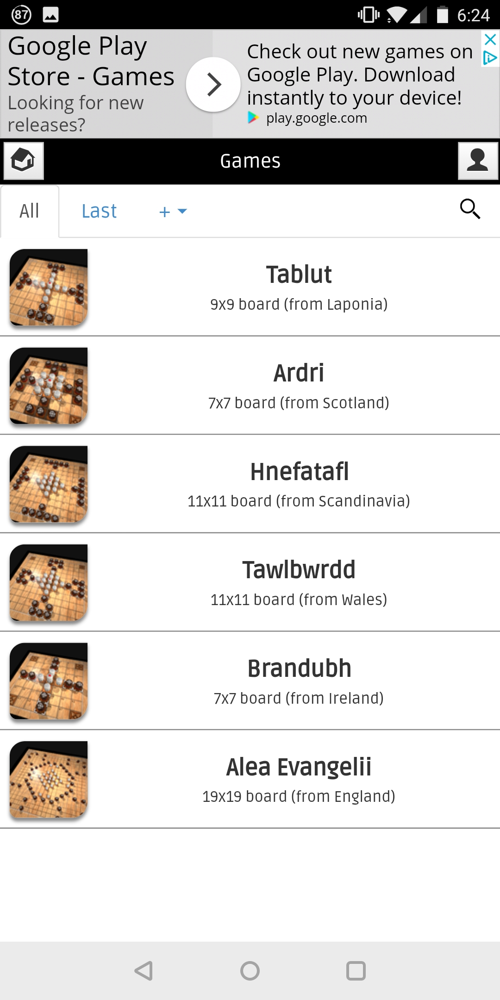 87
6:24
Google Play
Store - Games
Looking for new
releases?
Check out new games on
Google Play. Download
instantly to your device!
play.google.com
Games
All
Last
+
Tablut
9x9 board (from Laponia)
Ardri
7x7 board (from Scotland)
Hnefatafl
11x11 board (from Scandinavia)
Tawlbwrdd
11x11 board (from Wales)
Brandubh
7x7 board (from Ireland)
Alea Evangelii
19x19 board (from England)